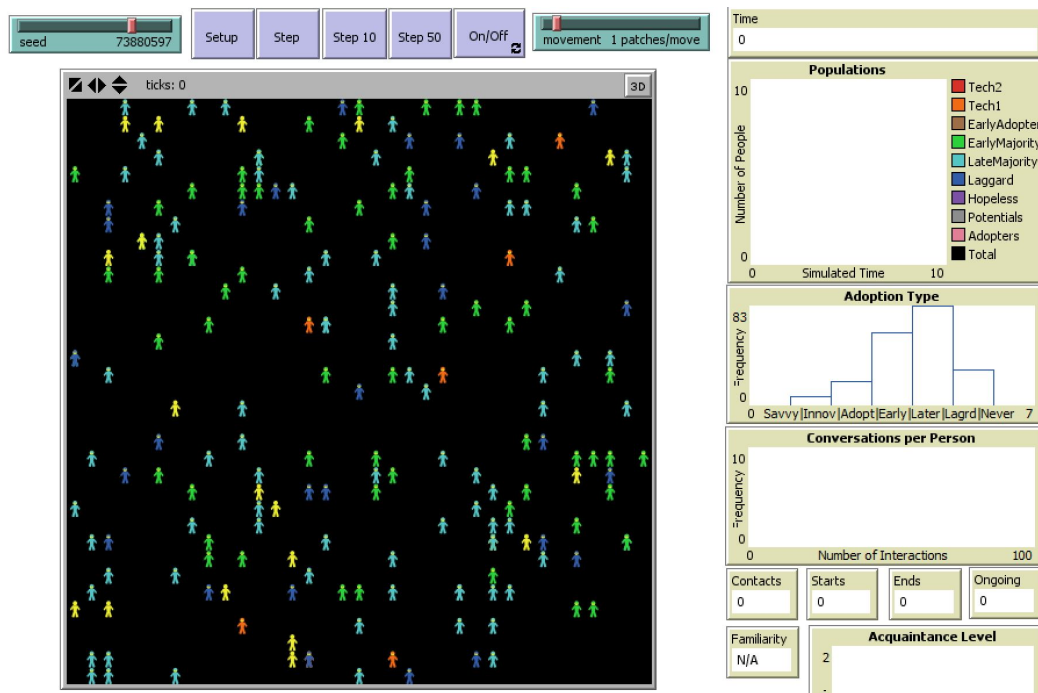 seed 73880597
Setup
Step
Step 10
Step 50
On/Off
movement 1 patches/move
ticks: 0
3D
Time
0
Populations
10
Number of People
0
0 Simulated Time 10
Tech2
Tech1
EarlyAdopter
EarlyMajority
LateMajority
Laggard
Hopeless
Potentials
Adopters
Total
Adoption Type
83
Frequency
0
0 Savvy|Innov|Adopt|Early|Later|Lagrd|Never 7
Conversations per Person
10
Frequency
0
0 Number of Interactions 100
Contacts
0
Starts
0
Ends
0
Ongoing
0
Familiarity
N/A
Acquaintance Level
2